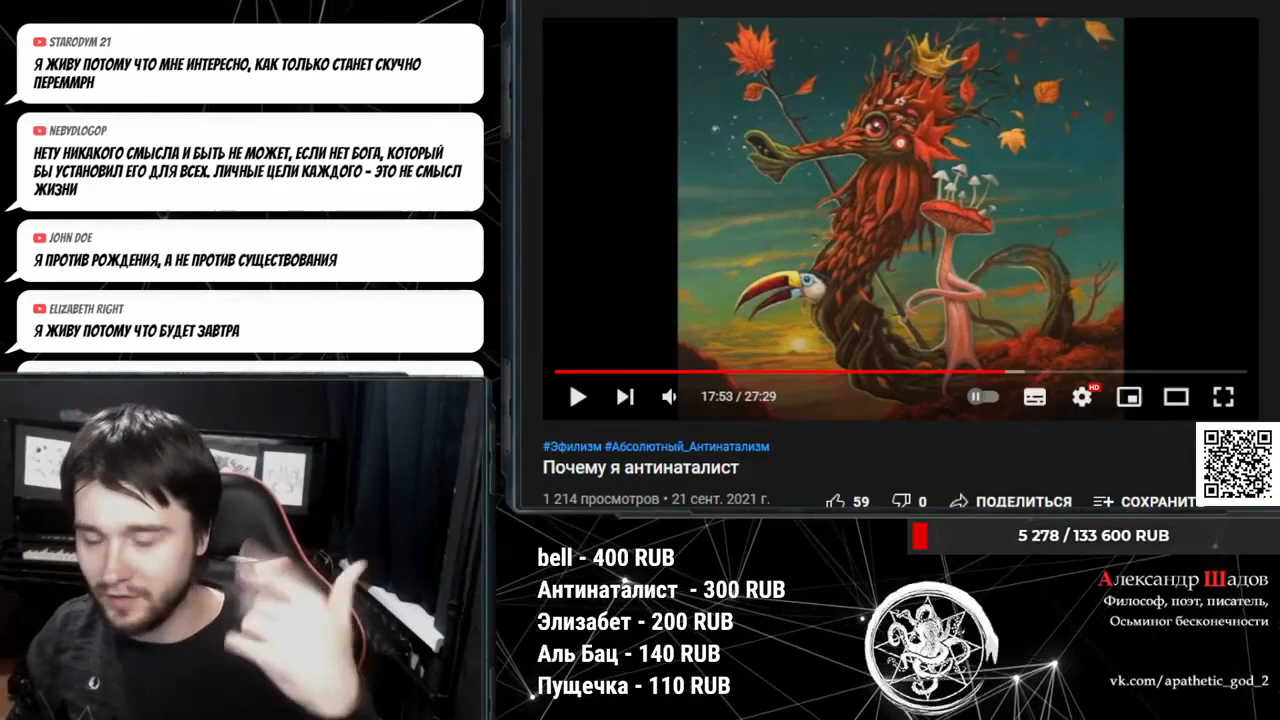 STARODYM 21
Я ЖИВУ ПОТОМУ ЧТО МНЕ ИНТЕРЕСНО, КАК ТОЛЬКО СТАНЕТ СКУЧНО
ПЕРЕММРН
NEBYDLOGOP
НЕТУ НИКАКОГО СМЫСЛА И БЫТЬ НЕ МОЖЕТ, ЕСЛИ НЕТ БОГА, КОТОРЫЙ
БЫ УСТАНОВИЛ ЕГО ДЛЯ ВСЕХ. ЛИЧНЫЕ ЦЕЛИ КАЖДОГО - ЭТО НЕ СМЫСЛ
ЖИЗНИ
JOHN DOE
Я ПРОТИВ РОЖДЕНИЯ, А НЕ ПРОТИВ СУЩЕСТВОВАНИЯ
ELIZABETH RIGHT
Я ЖИВУ ПОТОМУ ЧТО БУДЕТ ЗАВТРА
17:53 / 27:29
HD
#Эфилизм #Абсолютный_Антинатализм
Почему я антинаталист
1 214 просмотров • 21 сент. 2021 г.
59
0
ПОДЕЛИТЬСЯ
СОХРАНИТЬ
5 278 / 133 600 RUB
bell - 400 RUB
Антинаталист - 300 RUB
Элизабет - 200 RUB
Аль Бац - 140 RUB
Пущечка - 110 RUB
Александр Шадов
Философ, поэт, писатель,
Осьминог бесконечности
vk.com/apathetic_god_2